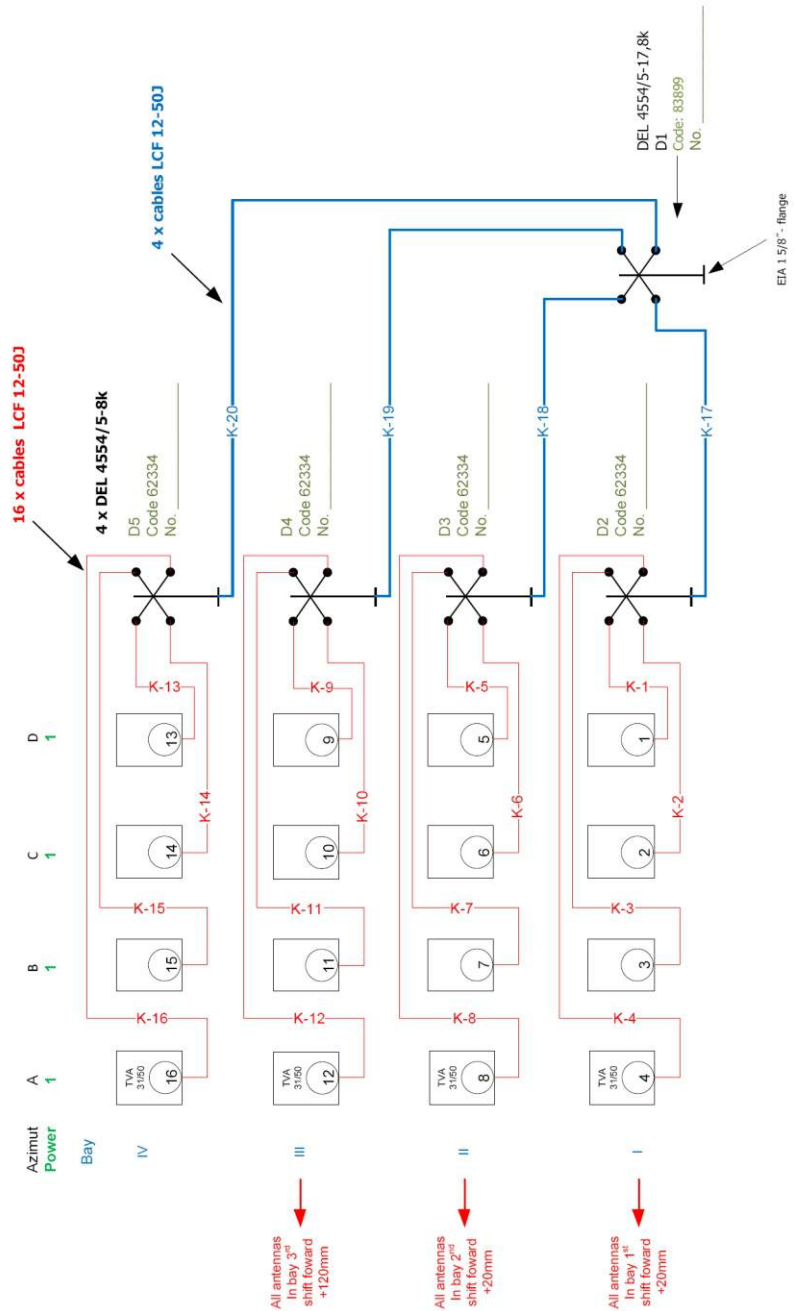 16 x cables LCF 12-50J
4 x cables LCF 12-50J
Azimut A B C D
Power 1 1 1 1
Bay
4 x DEL 4554/5-8k
IV
TVA
31/50
16
15
14
13
K-16
K-15
K-14
K-13
D5
Code 62334
No.
K-20
All antennas
In bay 3rd
shift foward
+120mm
III
TVA
31/50
12
11
10
9
K-12
K-11
K-10
K-9
D4
Code 62334
No.
K-19
All antennas
In bay 2nd
shift foward
+20mm
II
TVA
31/50
8
7
6
5
K-8
K-7
K-6
K-5
D3
Code 62334
No.
K-18
All antennas
In bay 1st
shift foward
+20mm
I
TVA
31/50
4
3
2
1
K-4
K-3
K-2
K-1
D2
Code 62334
No.
K-17
DEL 4554/5-17,8k
D1
Code: 83899
No.
EIA 1 5/8"- flange